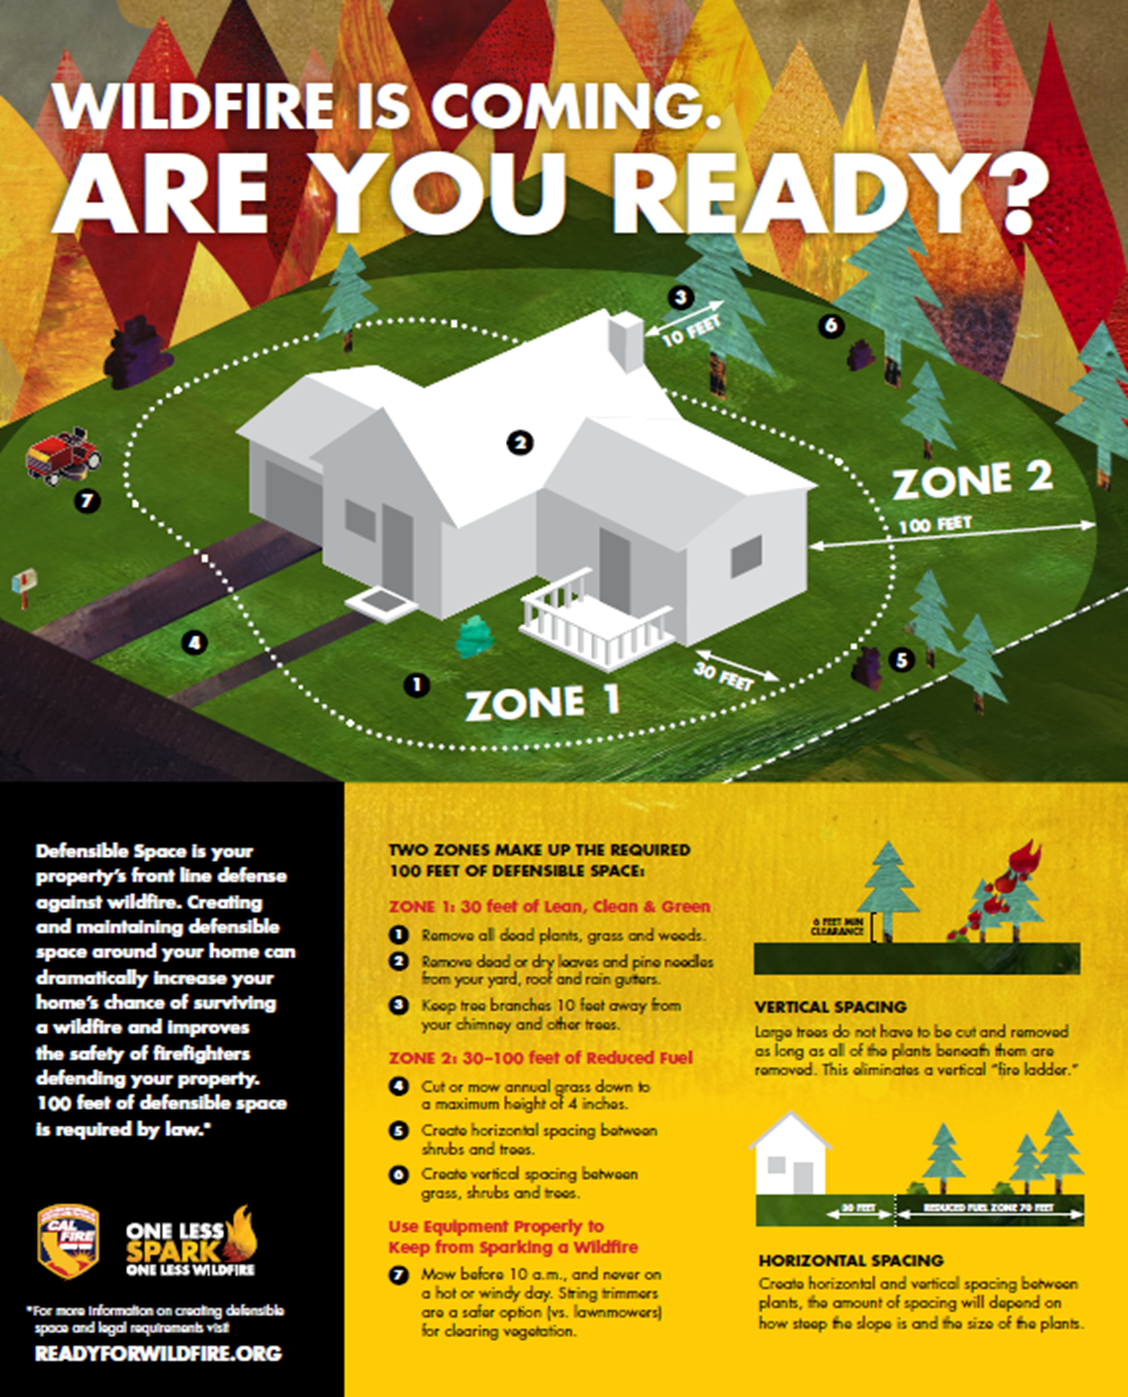 WILDFIRE IS COMING.
ARE YOU READY?
3
10 FEET
6
2
ZONE 2
7
100 FEET
4
5
1
ZONE 1
30 FEET
Defensible Space is your
property's front line defense
against wildfire. Creating
and maintaining defensible
space around your home can
dramatically increase your
home's chance of surviving
a wildfire and improves
the safety of firefighters
defending your property.
100 feet of defensible space
is required by law.*
CAL
FIRE
ONE LESS
SPARK
ONE LESS WILDFIRE
*For more information on creating defensible
space and legal requirements visit
READYFORWILDFIRE.ORG
TWO ZONES MAKE UP THE REQUIRED
100 FEET OF DEFENSIBLE SPACE:
ZONE 1: 30 feet of Lean, Clean & Green
1 Remove all dead plants, grass and weeds.
2 Remove dead or dry leaves and pine needles
from your yard, roof and rain gutters.
3 Keep tree branches 10 feet away from
your chimney and other trees.
ZONE 2: 30–100 feet of Reduced Fuel
4 Cut or mow annual grass down to
a maximum height of 4 inches.
5 Create horizontal spacing between
shrubs and trees.
6 Create vertical spacing between
grass, shrubs and trees.
Use Equipment Properly to
Keep from Sparking a Wildfire
7 Mow before 10 a.m., and never on
a hot or windy day. String trimmers
are a safer option (vs. lawnmowers)
for clearing vegetation.
6 FEET MIN
CLEARANCE
VERTICAL SPACING
Large trees do not have to be cut and removed
as long as all of the plants beneath them are
removed. This eliminates a vertical "fire ladder."
30 FEET
REDUCED FUEL ZONE 70 FEET
HORIZONTAL SPACING
Create horizontal and vertical spacing between
plants, the amount of spacing will depend on
how steep the slope is and the size of the plants.